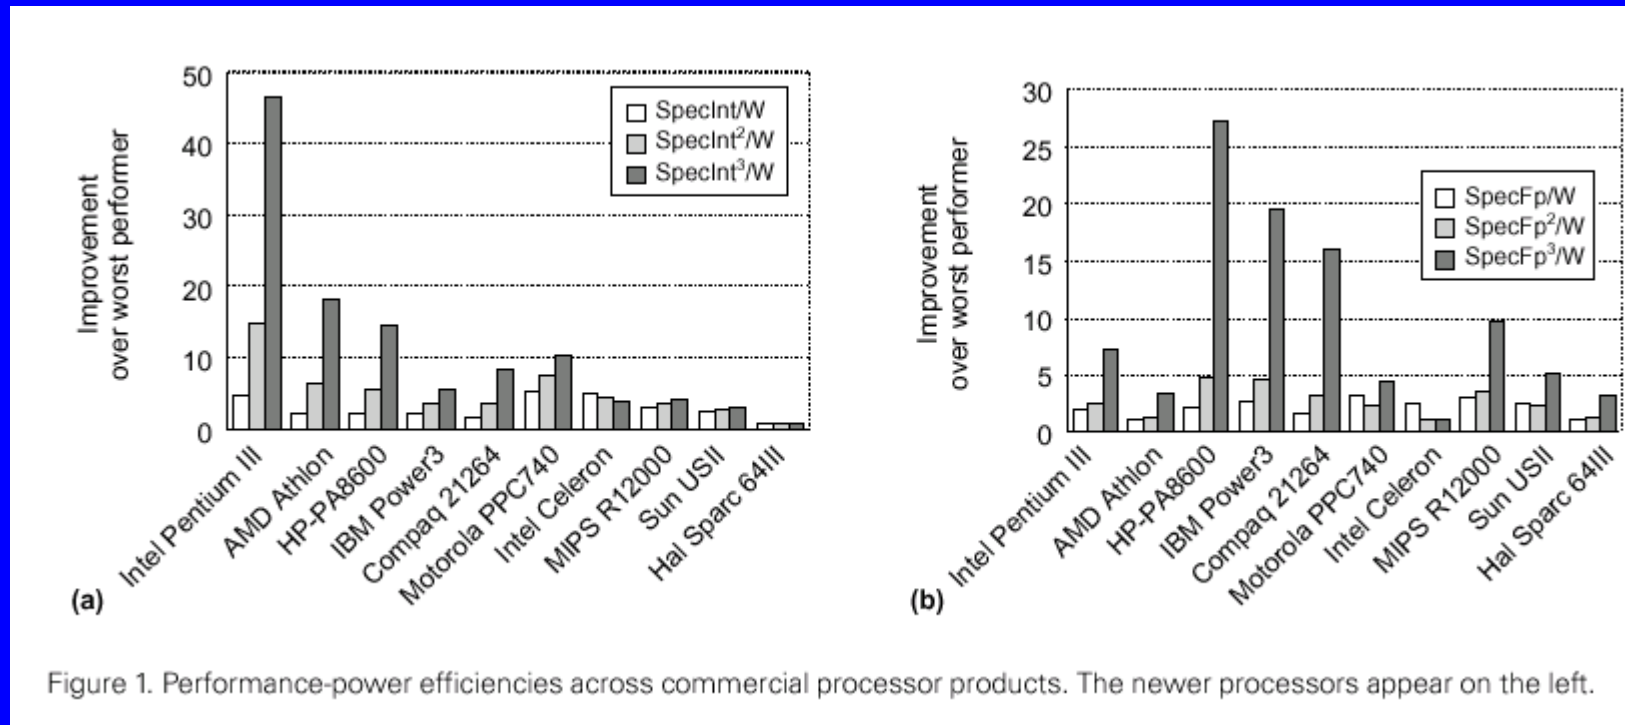 50
40
30
20
10
0
Improvement
over worst performer
SpecInt/W
SpecInt²/W
SpecInt³/W
Intel Pentium III
AMD Athlon
HP-PA8600
IBM Power3
Compaq 21264
Motorola PPC740
Intel Celeron
MIPS R12000
Sun USII
Hal Sparc 64III
(a)
30
25
20
15
10
5
0
Improvement
over worst performer
SpecFp/W
SpecFp²/W
SpecFp³/W
Intel Pentium III
AMD Athlon
HP-PA8600
IBM Power3
Compaq 21264
Motorola PPC740
Intel Celeron
MIPS R12000
Sun USII
Hal Sparc 64III
(b)
Figure 1. Performance-power efficiencies across commercial processor products. The newer processors appear on the left.